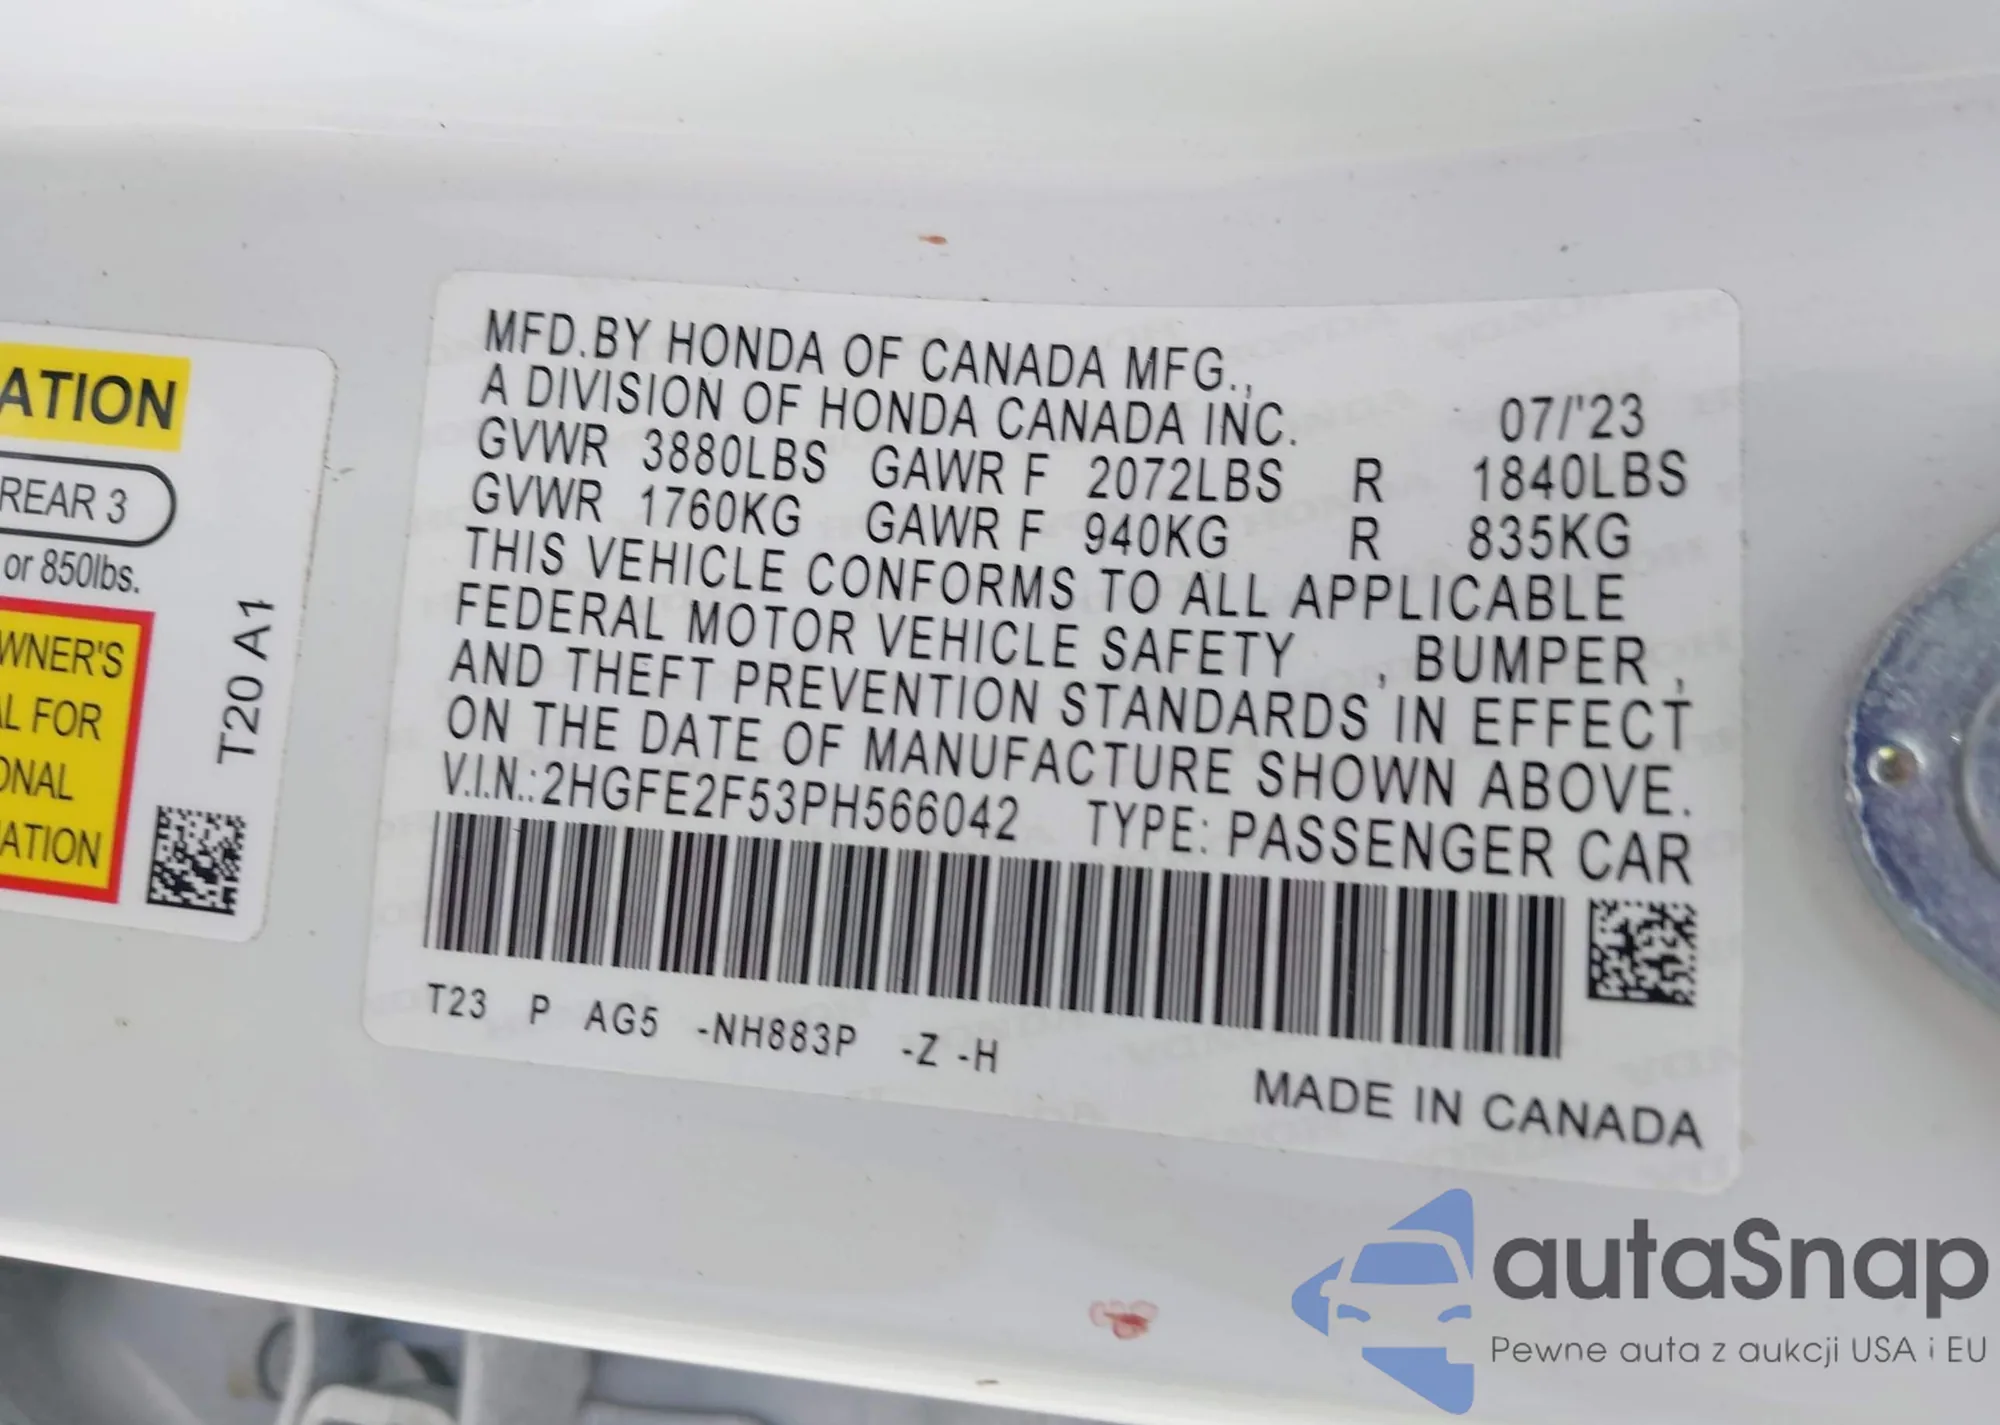 ATION
REAR 3
or 850lbs.
WNER'S
AL FOR
ONAL
ATION
T20 A1
MFD.BY HONDA OF CANADA MFG.,
A DIVISION OF HONDA CANADA INC. 07/'23
GVWR 3880LBS GAWR F 2072LBS R 1840LBS
GVWR 1760KG GAWR F 940KG R 835KG
THIS VEHICLE CONFORMS TO ALL APPLICABLE
FEDERAL MOTOR VEHICLE SAFETY , BUMPER ,
AND THEFT PREVENTION STANDARDS IN EFFECT
ON THE DATE OF MANUFACTURE SHOWN ABOVE.
V.I.N.:2HGFE2F53PH566042 TYPE: PASSENGER CAR
T23 P AG5 -NH883P -Z -H
MADE IN CANADA
autaSnap
Pewne auta z aukcji USA i EU